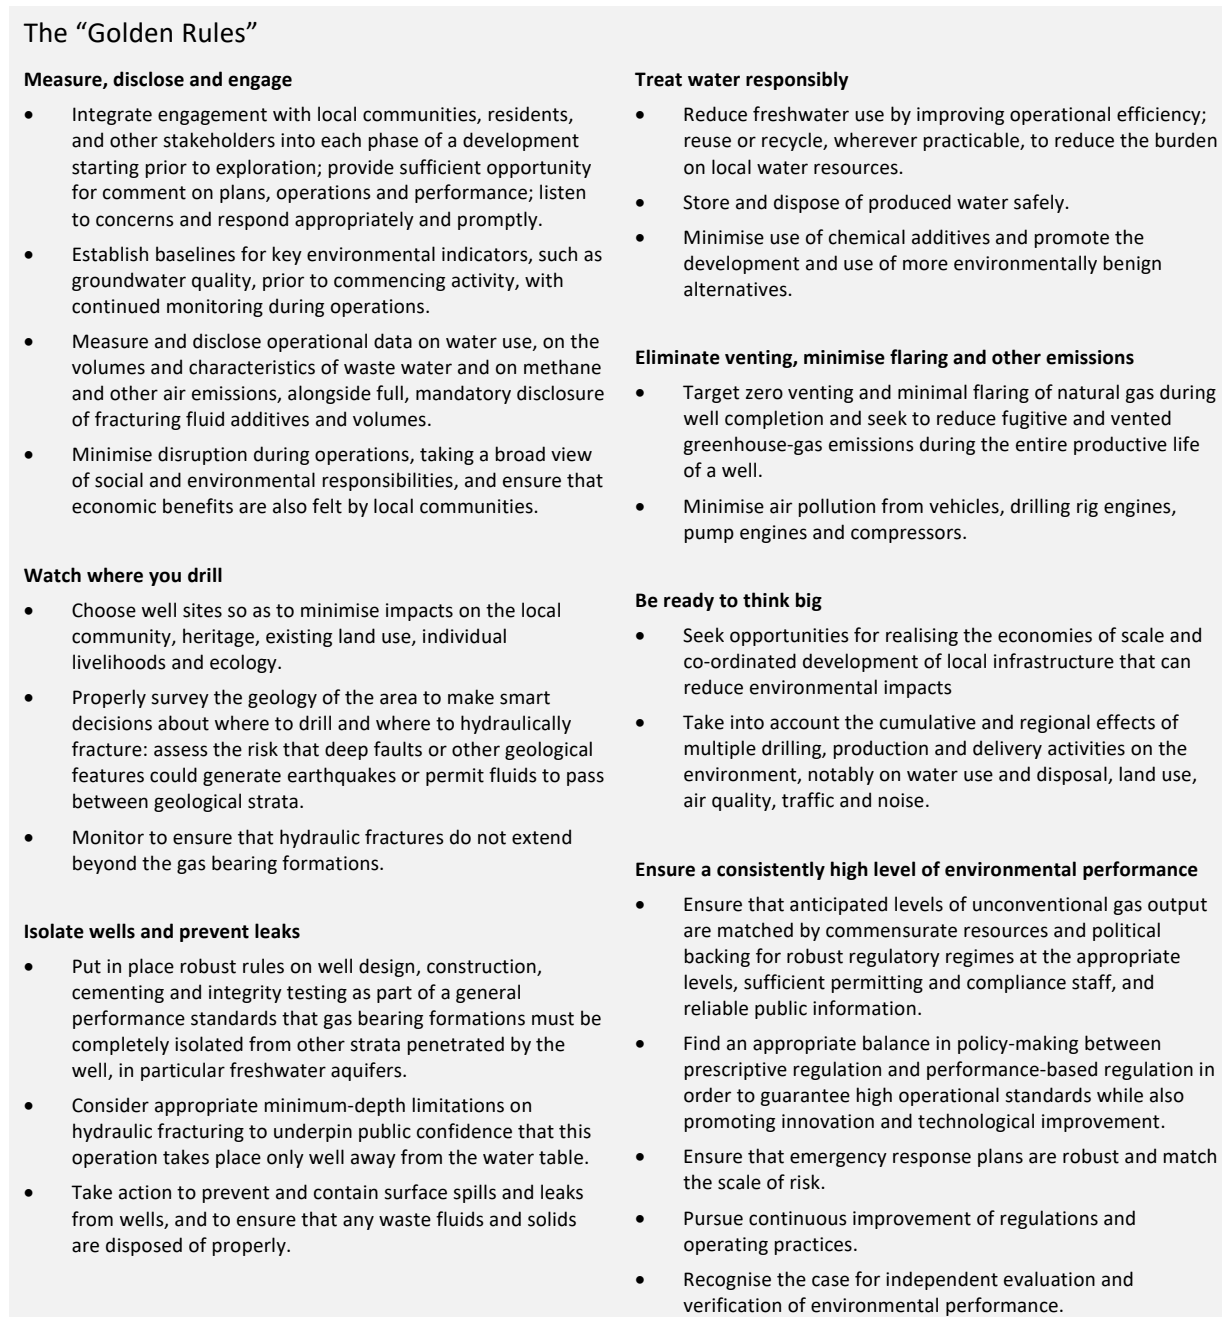 The “Golden Rules”
Measure, disclose and engage
• Integrate engagement with local communities, residents,
and other stakeholders into each phase of a development
starting prior to exploration; provide sufficient opportunity
for comment on plans, operations and performance; listen
to concerns and respond appropriately and promptly.
• Establish baselines for key environmental indicators, such as
groundwater quality, prior to commencing activity, with
continued monitoring during operations.
• Measure and disclose operational data on water use, on the
volumes and characteristics of waste water and on methane
and other air emissions, alongside full, mandatory disclosure
of fracturing fluid additives and volumes.
• Minimise disruption during operations, taking a broad view
of social and environmental responsibilities, and ensure that
economic benefits are also felt by local communities.
Watch where you drill
• Choose well sites so as to minimise impacts on the local
community, heritage, existing land use, individual
livelihoods and ecology.
• Properly survey the geology of the area to make smart
decisions about where to drill and where to hydraulically
fracture: assess the risk that deep faults or other geological
features could generate earthquakes or permit fluids to pass
between geological strata.
• Monitor to ensure that hydraulic fractures do not extend
beyond the gas bearing formations.
Isolate wells and prevent leaks
• Put in place robust rules on well design, construction,
cementing and integrity testing as part of a general
performance standards that gas bearing formations must be
completely isolated from other strata penetrated by the
well, in particular freshwater aquifers.
• Consider appropriate minimum-depth limitations on
hydraulic fracturing to underpin public confidence that this
operation takes place only well away from the water table.
• Take action to prevent and contain surface spills and leaks
from wells, and to ensure that any waste fluids and solids
are disposed of properly.
Treat water responsibly
• Reduce freshwater use by improving operational efficiency;
reuse or recycle, wherever practicable, to reduce the burden
on local water resources.
• Store and dispose of produced water safely.
• Minimise use of chemical additives and promote the
development and use of more environmentally benign
alternatives.
Eliminate venting, minimise flaring and other emissions
• Target zero venting and minimal flaring of natural gas during
well completion and seek to reduce fugitive and vented
greenhouse-gas emissions during the entire productive life
of a well.
• Minimise air pollution from vehicles, drilling rig engines,
pump engines and compressors.
Be ready to think big
• Seek opportunities for realising the economies of scale and
co-ordinated development of local infrastructure that can
reduce environmental impacts
• Take into account the cumulative and regional effects of
multiple drilling, production and delivery activities on the
environment, notably on water use and disposal, land use,
air quality, traffic and noise.
Ensure a consistently high level of environmental performance
• Ensure that anticipated levels of unconventional gas output
are matched by commensurate resources and political
backing for robust regulatory regimes at the appropriate
levels, sufficient permitting and compliance staff, and
reliable public information.
• Find an appropriate balance in policy-making between
prescriptive regulation and performance-based regulation in
order to guarantee high operational standards while also
promoting innovation and technological improvement.
• Ensure that emergency response plans are robust and match
the scale of risk.
• Pursue continuous improvement of regulations and
operating practices.
• Recognise the case for independent evaluation and
verification of environmental performance.